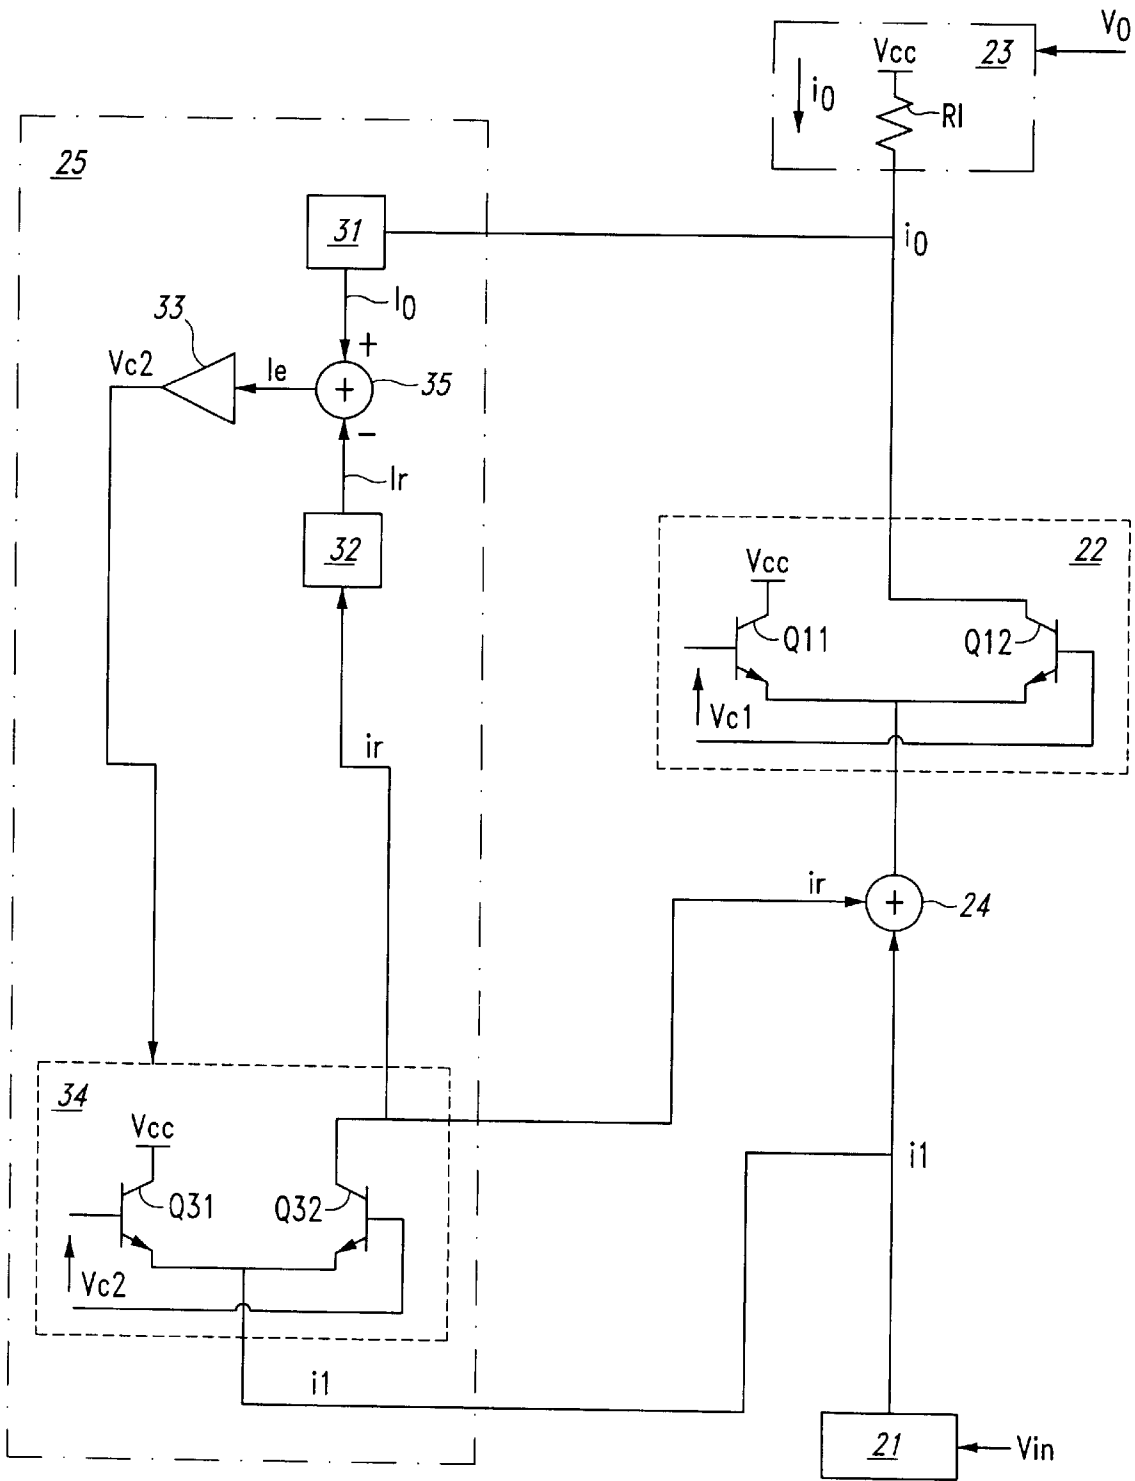 V0
23
Vcc
i0
Rl
25
31
i0
I0
33
+
Vc2
Ie
+
35
−
Ir
32
22
Vcc
Q11
Q12
Vc1
ir
ir
+
24
34
Vcc
i1
Q31
Q32
Vc2
i1
21
Vin